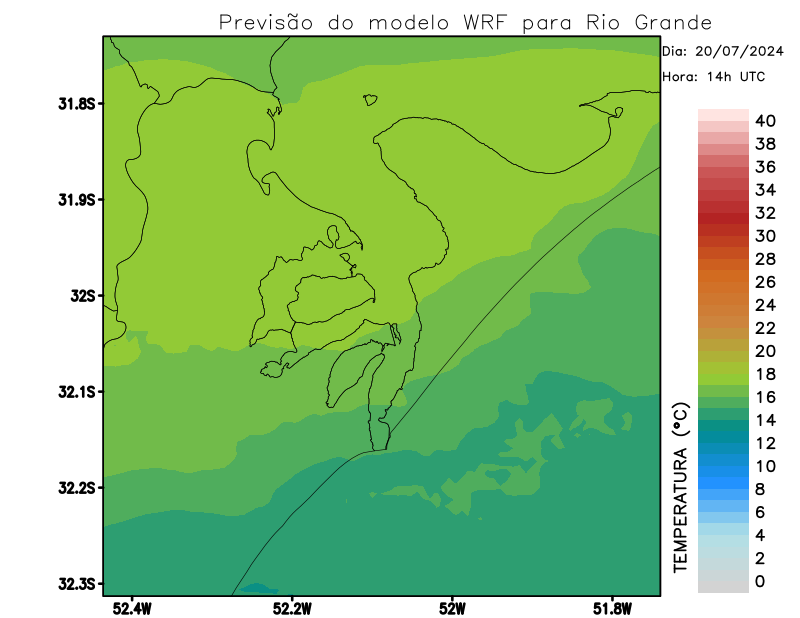 Previsão do modelo WRF para Rio Grande
Dia: 20/07/2024
Hora: 14h UTC
31.8S
31.9S
32S
32.1S
32.2S
32.3S
52.4W
52.2W
52W
51.8W
40
38
36
34
32
30
28
26
24
22
20
18
16
14
12
10
8
6
4
2
0
TEMPERATURA (°C)